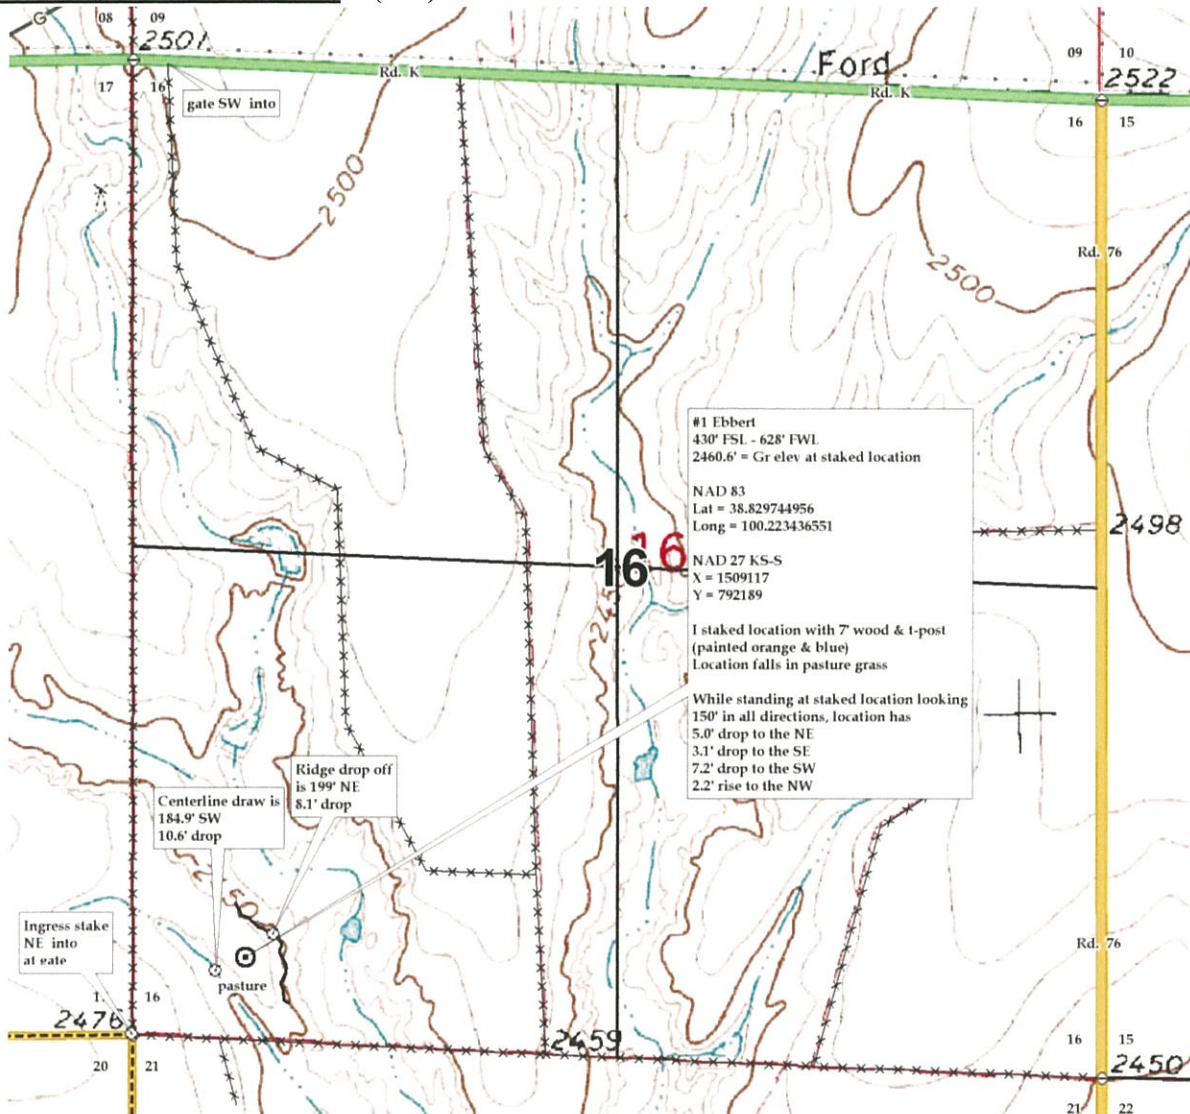 G
08 09
2501
Ford
09 10
2522
Rd. K
Rd. K
17 16
gate SW into
16 15
2500
2500
Rd. 76
#1 Ebbert
430' FSL - 628' FWL
2460.6' = Gr elev at staked location
NAD 83
Lat = 38.829744956
Long = 100.223436551
NAD 27 KS-S
X = 1509117
Y = 792189
I staked location with 7' wood & t-post
(painted orange & blue)
Location falls in pasture grass
While standing at staked location looking
150' in all directions, location has
5.0' drop to the NE
3.1' drop to the SE
7.2' drop to the SW
2.2' rise to the NW
2498
16
16
Ridge drop off
is 199' NE
8.1' drop
Centerline draw is
184.9' SW
10.6' drop
Ingress stake
NE into
at gate
pasture
Rd. 76
16
2476
2459
16 15
2450
20 21
21 22